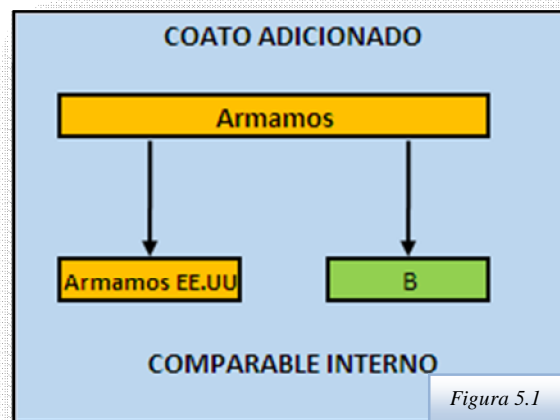 COATO ADICIONADO
Armamos
Armamos EE.UU
B
COMPARABLE INTERNO
Figura 5.1